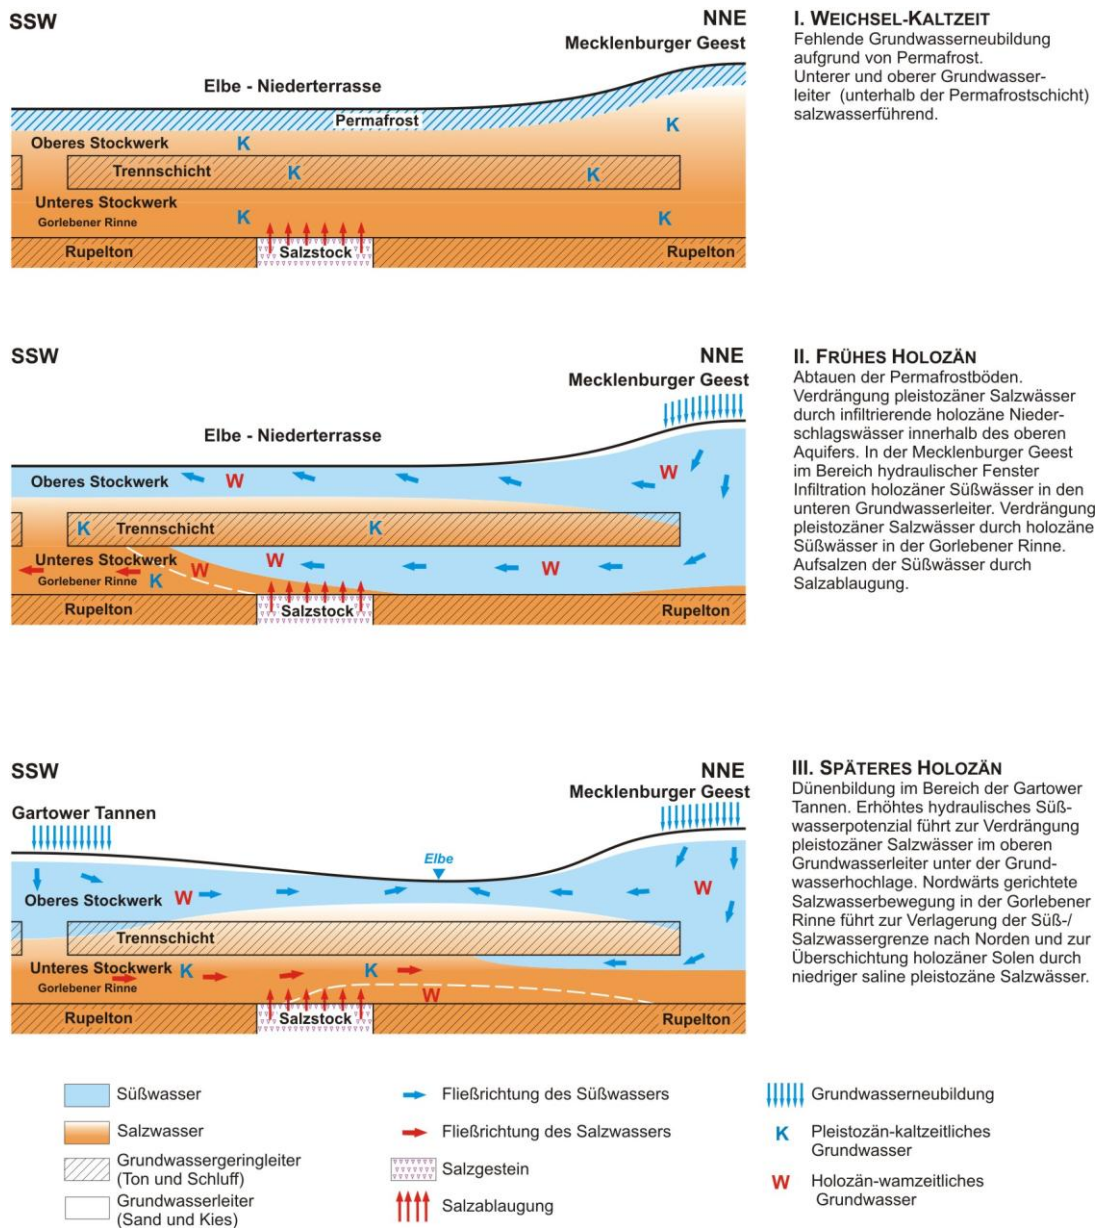 SSW
NNE
Mecklenburger Geest
Elbe - Niederterrasse
Permafrost
Oberes Stockwerk
K
K
Trennschicht
K
K
Unteres Stockwerk
Gorlebener Rinne
K
K
Rupelton
Salzstock
Rupelton
I. WEICHSEL-KALTZEIT
Fehlende Grundwasserneubildung
aufgrund von Permafrost.
Unterer und oberer Grundwasser-
leiter (unterhalb der Permafrostschicht)
salzwasserführend.
SSW
NNE
Mecklenburger Geest
Elbe - Niederterrasse
Oberes Stockwerk
W
W
K
Trennschicht
K
Unteres Stockwerk
Gorlebener Rinne
K
W
W
W
Rupelton
Salzstock
Rupelton
II. FRÜHES HOLOZÄN
Abtauen der Permafrostböden.
Verdrängung pleistozäner Salzwässer
durch infiltrierende holozäne Nieder-
schlagswässer innerhalb des oberen
Aquifers. In der Mecklenburger Geest
im Bereich hydraulischer Fenster
Infiltration holozäner Süßwässer in den
unteren Grundwasserleiter. Verdrängung
pleistozäner Salzwässer durch holozäne
Süßwässer in der Gorlebener Rinne.
Aufsalzen der Süßwässer durch
Salzablaugung.
SSW
NNE
Mecklenburger Geest
Gartower Tannen
Elbe
Oberes Stockwerk
W
W
Trennschicht
Unteres Stockwerk
Gorlebener Rinne
K
K
W
Rupelton
Salzstock
Rupelton
III. SPÄTERES HOLOZÄN
Dünenbildung im Bereich der Gartower
Tannen. Erhöhtes hydraulisches Süß-
wasserpotenzial führt zur Verdrängung
pleistozäner Salzwässer im oberen
Grundwasserleiter unter der Grund-
wasserhochlage. Nordwärts gerichtete
Salzwasserbewegung in der Gorlebener
Rinne führt zur Verlagerung der Süß-/
Salzwassergrenze nach Norden und zur
Überschichtung holozäner Solen durch
niedriger saline pleistozäne Salzwässer.
Süßwasser
Salzwasser
Grundwassergeringleiter
(Ton und Schluff)
Grundwasserleiter
(Sand und Kies)
Fließrichtung des Süßwassers
Fließrichtung des Salzwassers
Salzgestein
Salzablaugung
Grundwasserneubildung
K
Pleistozän-kaltzeitliches
Grundwasser
W
Holozän-wamzeitliches
Grundwasser